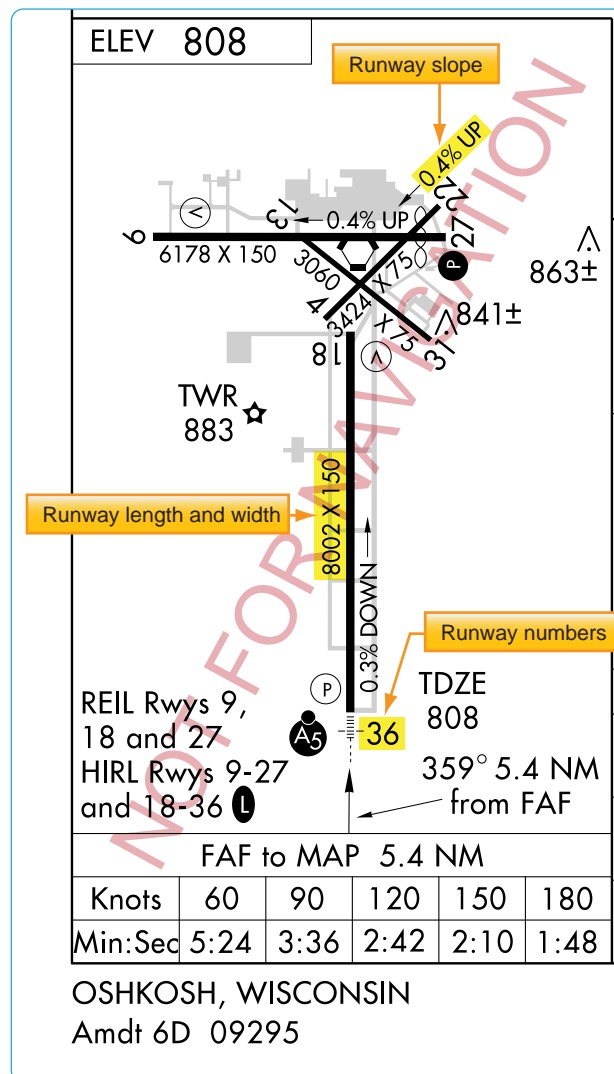 ELEV 808
Runway slope
0.4% UP
22
13
0.4% UP
9
27
6178 X 150
V
P
3060
X 75
863±
4
3424 X 75
841±
31
18
V
TWR
883
Runway length and width
8002 X 150
0.3% DOWN
Runway numbers
P
TDZE
808
REIL Rwys 9,
18 and 27
A5
36
HIRL Rwys 9-27
and 18-36 L
359° 5.4 NM
from FAF
NOT FOR NAVIGATION
FAF to MAP 5.4 NM
Knots 60 90 120 150 180
Min:Sec 5:24 3:36 2:42 2:10 1:48
OSHKOSH, WISCONSIN
Amdt 6D 09295